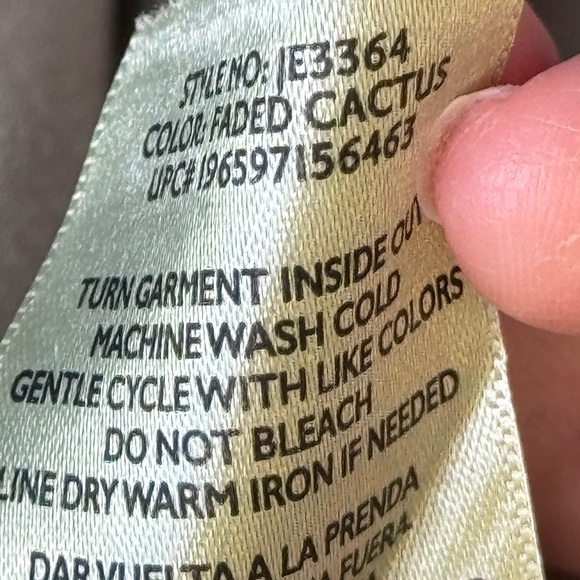 STYLE NO: JE3364
COLOR: FADED CACTUS
UPC# 196597156463
TURN GARMENT INSIDE OUT
MACHINE WASH COLD
GENTLE CYCLE WITH LIKE COLORS
DO NOT BLEACH
LINE DRY WARM IRON IF NEEDED
DAR VUELTA A LA PRENDA
FUERA.